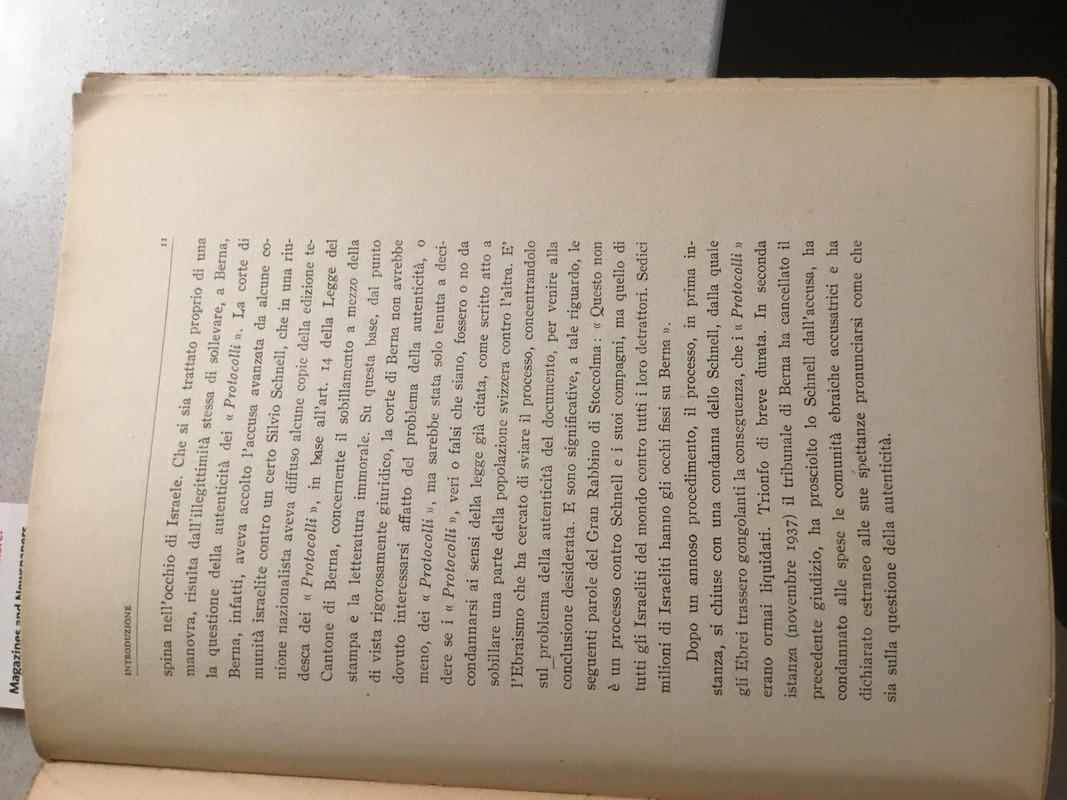 INTRODUZIONE 11
spina nell'occhio di Israele. Che si sia trattato proprio di una
manovra, risulta dall'illegittimità stessa di sollevare, a Berna,
la questione della autenticità dei « Protocolli ». La corte di
Berna, infatti, aveva accolto l'accusa avanzata da alcune co-
munità israelite contro un certo Silvio Schnell, che in una riu-
nione nazionalista aveva diffuso alcune copie della edizione te-
desca dei « Protocolli », in base all'art. 14 della Legge del
Cantone di Berna, concernente il sobillamento a mezzo della
stampa e la letteratura immorale. Su questa base, dal punto
di vista rigorosamente giuridico, la corte di Berna non avrebbe
dovuto interessarsi affatto del problema della autenticità, o
meno, dei « Protocolli », ma sarebbe stata solo tenuta a deci-
dere se i « Protocolli », veri o falsi che siano, fossero o no da
condannarsi ai sensi della legge già citata, come scritto atto a
sobillare una parte della popolazione svizzera contro l'altra. E'
l'Ebraismo che ha cercato di sviare il processo, concentrandolo
sul problema della autenticità del documento, per venire alla
conclusione desiderata. E sono significative, a tale riguardo, le
seguenti parole del Gran Rabbino di Stoccolma : « Questo non
è un processo contro Schnell e i suoi compagni, ma quello di
tutti gli Israeliti del mondo contro tutti i loro detrattori. Sedici
milioni di Israeliti hanno gli occhi fissi su Berna ».
Dopo un annoso procedimento, il processo, in prima in-
stanza, si chiuse con una condanna dello Schnell, dalla quale
gli Ebrei trassero gongolanti la conseguenza, che i « Protocolli »
erano ormai liquidati. Trionfo di breve durata. In seconda
istanza (novembre 1937) il tribunale di Berna ha cancellato il
precedente giudizio, ha prosciolto lo Schnell dall'accusa, ha
condannato alle spese le comunità ebraiche accusatrici e ha
dichiarato estraneo alle sue spettanze pronunciarsi come che
sia sulla questione della autenticità.
Magazines and Newspapers